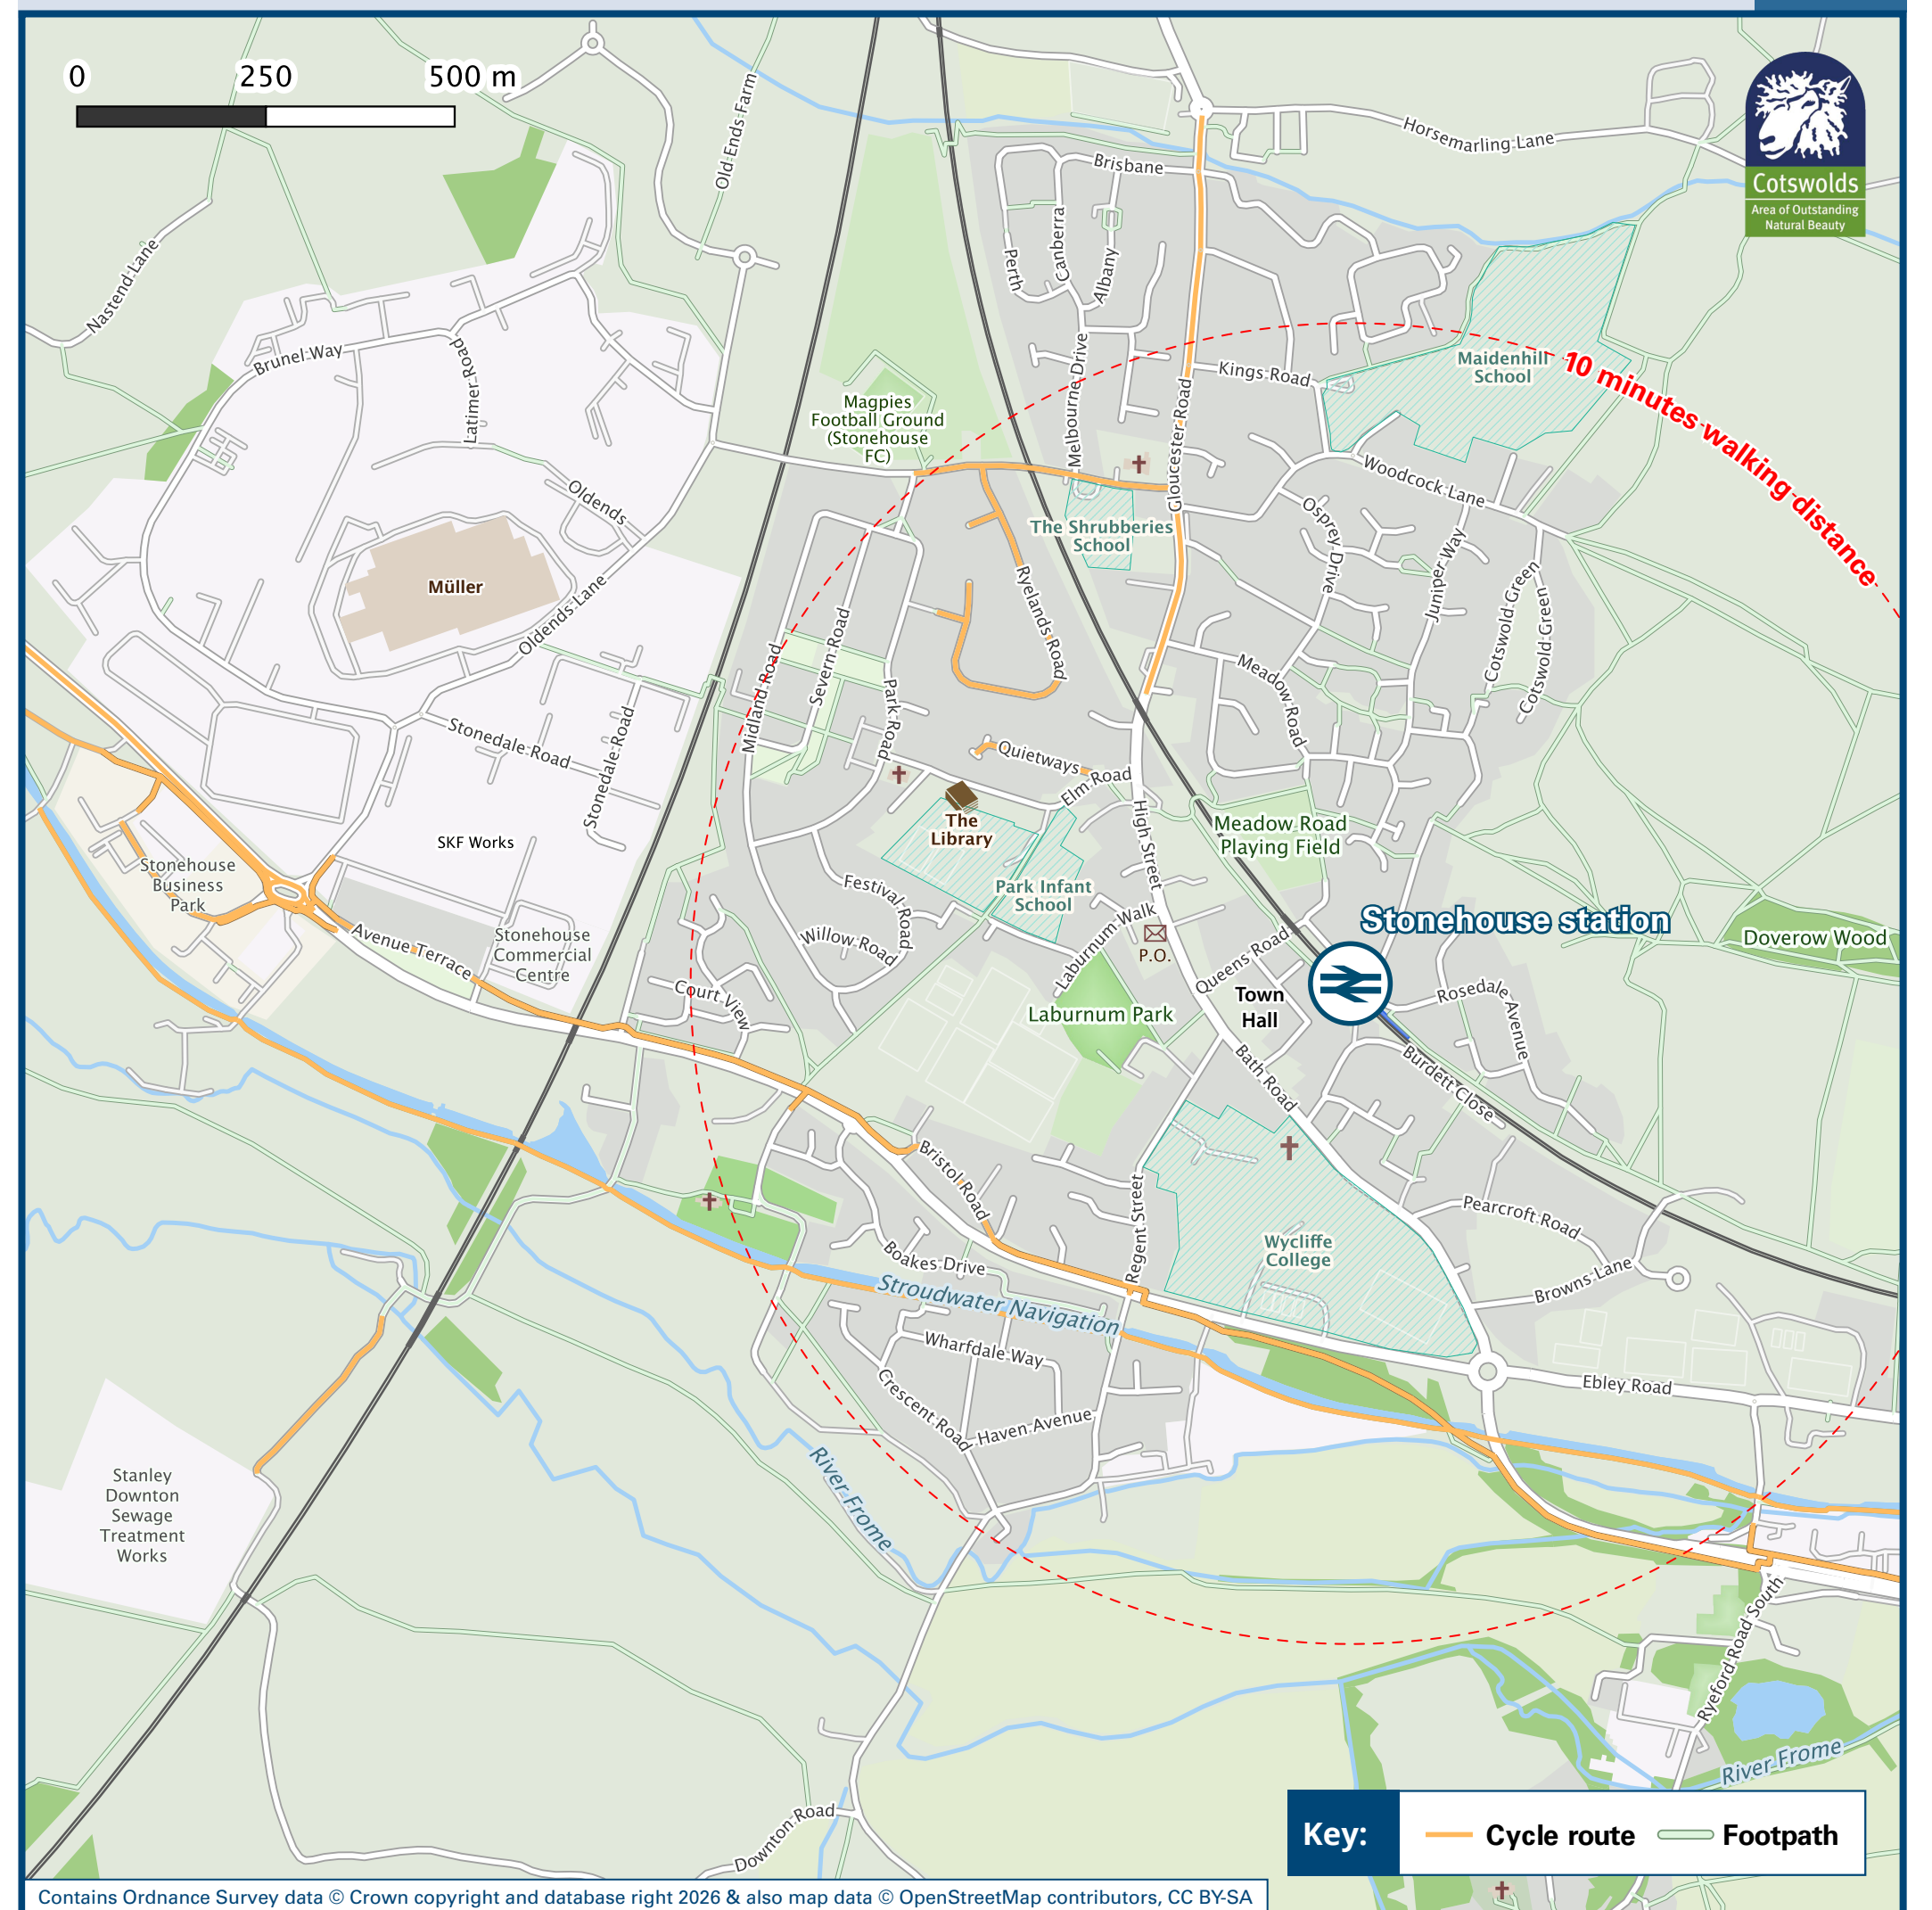 0 250 500 m
Cotswolds
Area of Outstanding
Natural Beauty
Old Ends Farm
Horsemarling Lane
Brisbane
Nastend Lane
Perth
Canberra
Albany
Brunel Way
Latimer Road
Melbourne Drive
Kings Road
Maidenhill
School
10 minutes walking distance
Magpies
Football Ground
(Stonehouse
FC)
Gloucester Road
Woodcock Lane
Oldends
The Shrubberies
School
Osprey Drive
Juniper Way
Müller
Oldends Lane
Ryelands Road
Cotswold Green
Cotswold Green
Midland Road
Severn Road
Park Road
Meadow Road
Stonedale Road
Stonedale Road
Quietways
Elm Road
SKF Works
The
Library
High Street
Meadow Road
Playing Field
Stonehouse
Business
Park
Festival Road
Park Infant
School
Stonehouse station
Avenue Terrace
Stonehouse
Commercial
Centre
Willow Road
Laburnum Walk
P.O.
Queens Road
Doverow Wood
Court View
Laburnum Park
Town
Hall
Rosedale Avenue
Bath Road
Burdett Close
Bristol Road
Regent Street
Pearcroft Road
Wycliffe
College
Boakes Drive
Browns Lane
Stroudwater Navigation
Wharfdale Way
Ebley Road
Crescent Road
Haven Avenue
River Frome
Stanley
Downton
Sewage
Treatment
Works
Ryeford Road South
River Frome
Downton Road
Key: Cycle route Footpath
Contains Ordnance Survey data © Crown copyright and database right 2026 & also map data © OpenStreetMap contributors, CC BY-SA